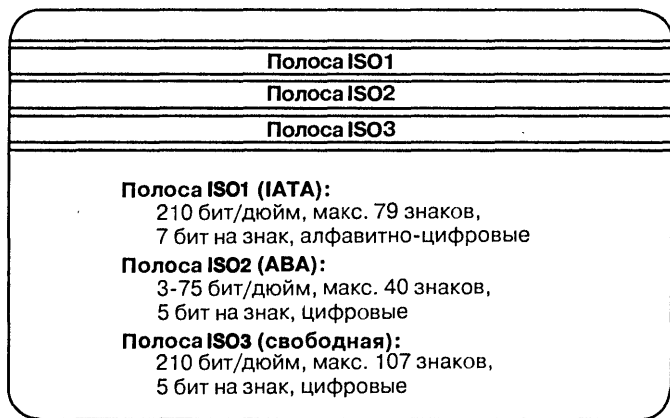 Полоса ISO1
Полоса ISO2
Полоса ISO3
Полоса ISO1 (IATA):
210 бит/дюйм, макс. 79 знаков,
7 бит на знак, алфавитно-цифровые
Полоса ISO2 (ABA):
3-75 бит/дюйм, макс. 40 знаков,
5 бит на знак, цифровые
Полоса ISO3 (свободная):
210 бит/дюйм, макс. 107 знаков,
5 бит на знак, цифровые